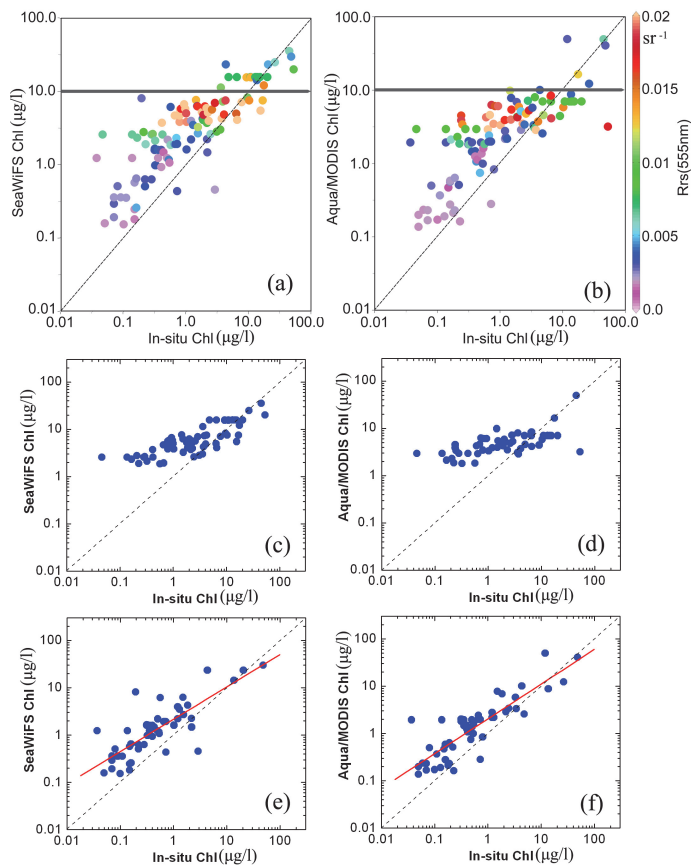 100.0
10.0
1.0
0.1
0.01
SeaWiFS Chl (µg/l)
(a)
0.01 0.1 1.0 10.0 100.0
In-situ Chl (µg/l)
100.0
10.0
1.0
0.1
0.01
Aqua/MODIS Chl (µg/l)
(b)
0.01 0.1 1.0 10.0 100.0
In-situ Chl (µg/l)
0.02
sr⁻¹
0.015
0.01
0.005
0.0
Rrs(555nm)
100
10
1
0.1
0.01
SeaWiFS Chl (µg/l)
(c)
0.01 0.1 1 10 100
In-situ Chl (µg/l)
100
10
1
0.1
0.01
Aqua/MODIS Chl (µg/l)
(d)
0.01 0.1 1 10 100
In-situ Chl (µg/l)
100
10
1
0.1
0.01
SeaWiFS Chl (µg/l)
(e)
0.01 0.1 1 10 100
In-situ Chl (µg/l)
100
10
1
0.1
0.01
Aqua/MODIS Chl (µg/l)
(f)
0.01 0.1 1 10 100
In-situ Chl (µg/l)